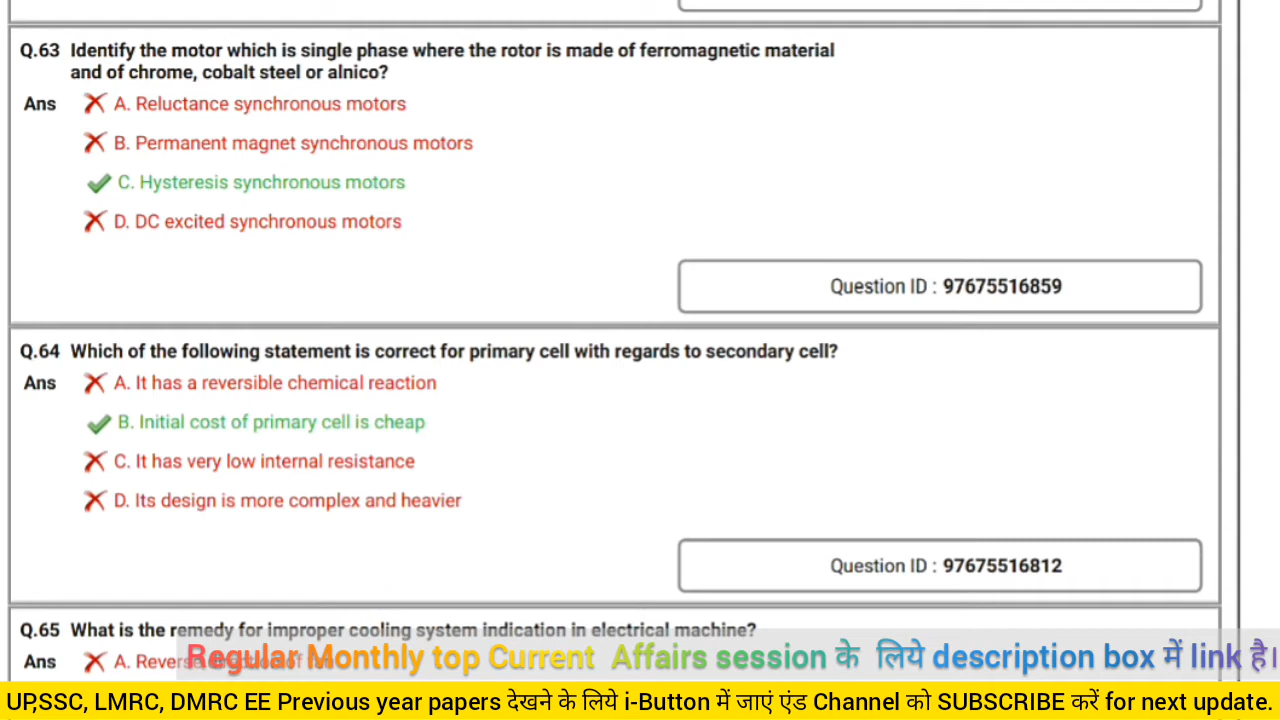 Q.63 Identify the motor which is single phase where the rotor is made of ferromagnetic material
and of chrome, cobalt steel or alnico?
Ans A. Reluctance synchronous motors
B. Permanent magnet synchronous motors
C. Hysteresis synchronous motors
D. DC excited synchronous motors
Question ID : 97675516859
Q.64 Which of the following statement is correct for primary cell with regards to secondary cell?
Ans A. It has a reversible chemical reaction
B. Initial cost of primary cell is cheap
C. It has very low internal resistance
D. Its design is more complex and heavier
Question ID : 97675516812
Q.65 What is the remedy for improper cooling system indication in electrical machine?
Ans A. Reverse of
Regular Monthly top Current Affairs session के लिये description box में link है।
UP,SSC, LMRC, DMRC EE Previous year papers देखने के लिये i-Button में जाएं एंड Channel को SUBSCRIBE करें for next update.